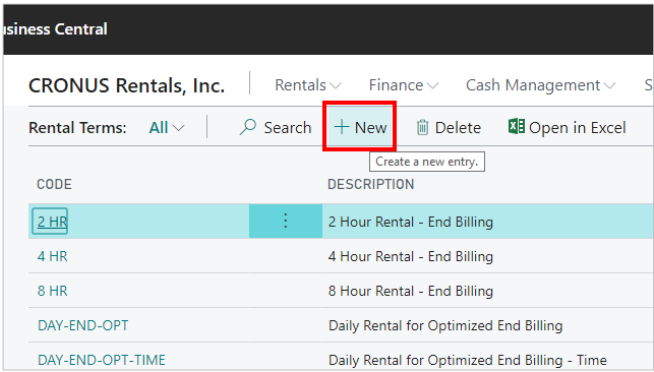 usiness Central
CRONUS Rentals, Inc. Rentals Finance Cash Management S
Rental Terms: All Search + New Delete Open in Excel
Create a new entry.
CODE DESCRIPTION
2 HR 2 Hour Rental - End Billing
4 HR 4 Hour Rental - End Billing
8 HR 8 Hour Rental - End Billing
DAY-END-OPT Daily Rental for Optimized End Billing
DAY-END-OPT-TIME Daily Rental for Optimized End Billing - Time